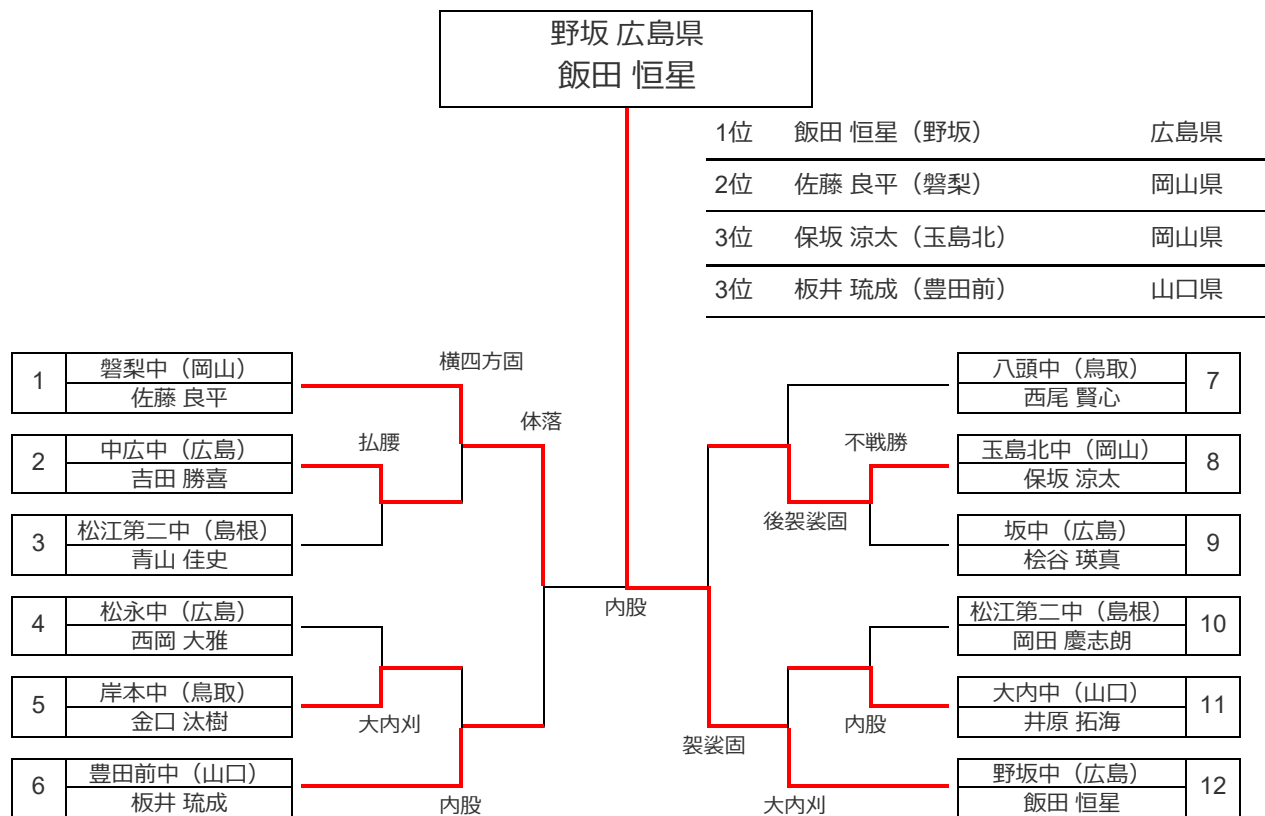 野坂 広島県
飯田 恒星
1位 飯田 恒星（野坂） 広島県
2位 佐藤 良平（磐梨） 岡山県
3位 保坂 涼太（玉島北） 岡山県
3位 板井 琉成（豊田前） 山口県
横四方固
体落
払腰
1
磐梨中（岡山）
佐藤 良平
2
中広中（広島）
吉田 勝喜
3
松江第二中（島根）
青山 佳史
4
松永中（広島）
西岡 大雅
5
岸本中（鳥取）
金口 汰樹
大内刈
6
豊田前中（山口）
板井 琉成
内股
内股
八頭中（鳥取）
西尾 賢心
7
不戦勝
玉島北中（岡山）
保坂 涼太
8
後袈裟固
坂中（広島）
桧谷 瑛真
9
松江第二中（島根）
岡田 慶志朗
10
大内中（山口）
井原 拓海
11
内股
袈裟固
野坂中（広島）
飯田 恒星
12
大内刈